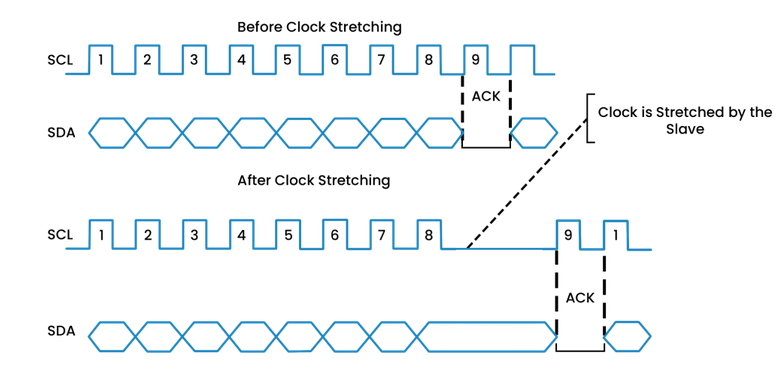 Before Clock Stretching
SCL 1 2 3 4 5 6 7 8 9
ACK
SDA
Clock is Stretched by the
Slave
After Clock Stretching
SCL 1 2 3 4 5 6 7 8 9 1
ACK
SDA